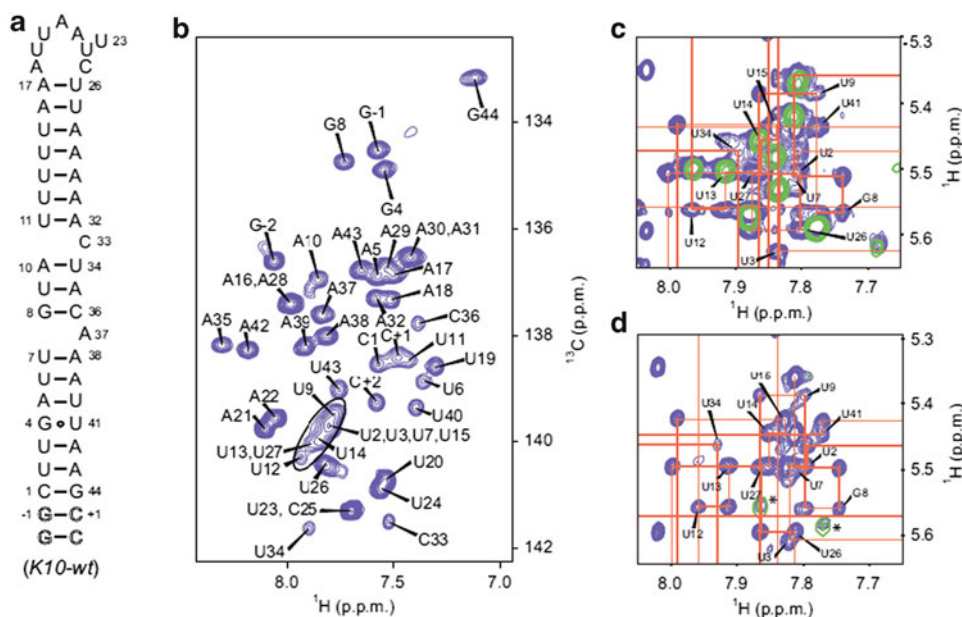 a
A
U A
U A
U U 23
A C
A U
17 A U 26
A – U
A – U
U – A
U – A
U – A
U – A
11 U – A 32
C 33
A – U 34
U – A
8 G – C 36
A 37
7 U – A 38
U – A
A – U
4 G U 41
U – A
U – A
1 C – G 44
-1 G – C +1
G – C
(K10-wt)
b
G44
G8
G-1
G4
G-2
A10
A43
A5
A29
A30,A31
A17
A16,A28
A37
A18
A35
A42
A39
A38
A32
C36
C1
C+1
U11
U19
U43
C+2
U6
U9
A22
A21
U40
U2,U3,U7,U15
U13,U27
U14
U12
U26
U20
U24
U23, C25
U34
C33
8.0 7.5 7.0
¹H (p.p.m.)
134
136
138
140
142
¹³C (p.p.m.)
c
U15
U14
U9
U41
U34
U2
U13
U27
U7
G8
U12
U26
U3
5.3
5.4
5.5
5.6
¹H (p.p.m.)
8.0 7.9 7.8 7.7
¹H (p.p.m.)
d
U9
U14
U34
U41
U2
U13
U27
U7
G8
*
*
U12
U3
U26
5.3
5.4
5.5
5.6
¹H (p.p.m.)
8.0 7.9 7.8 7.7
¹H (p.p.m.)